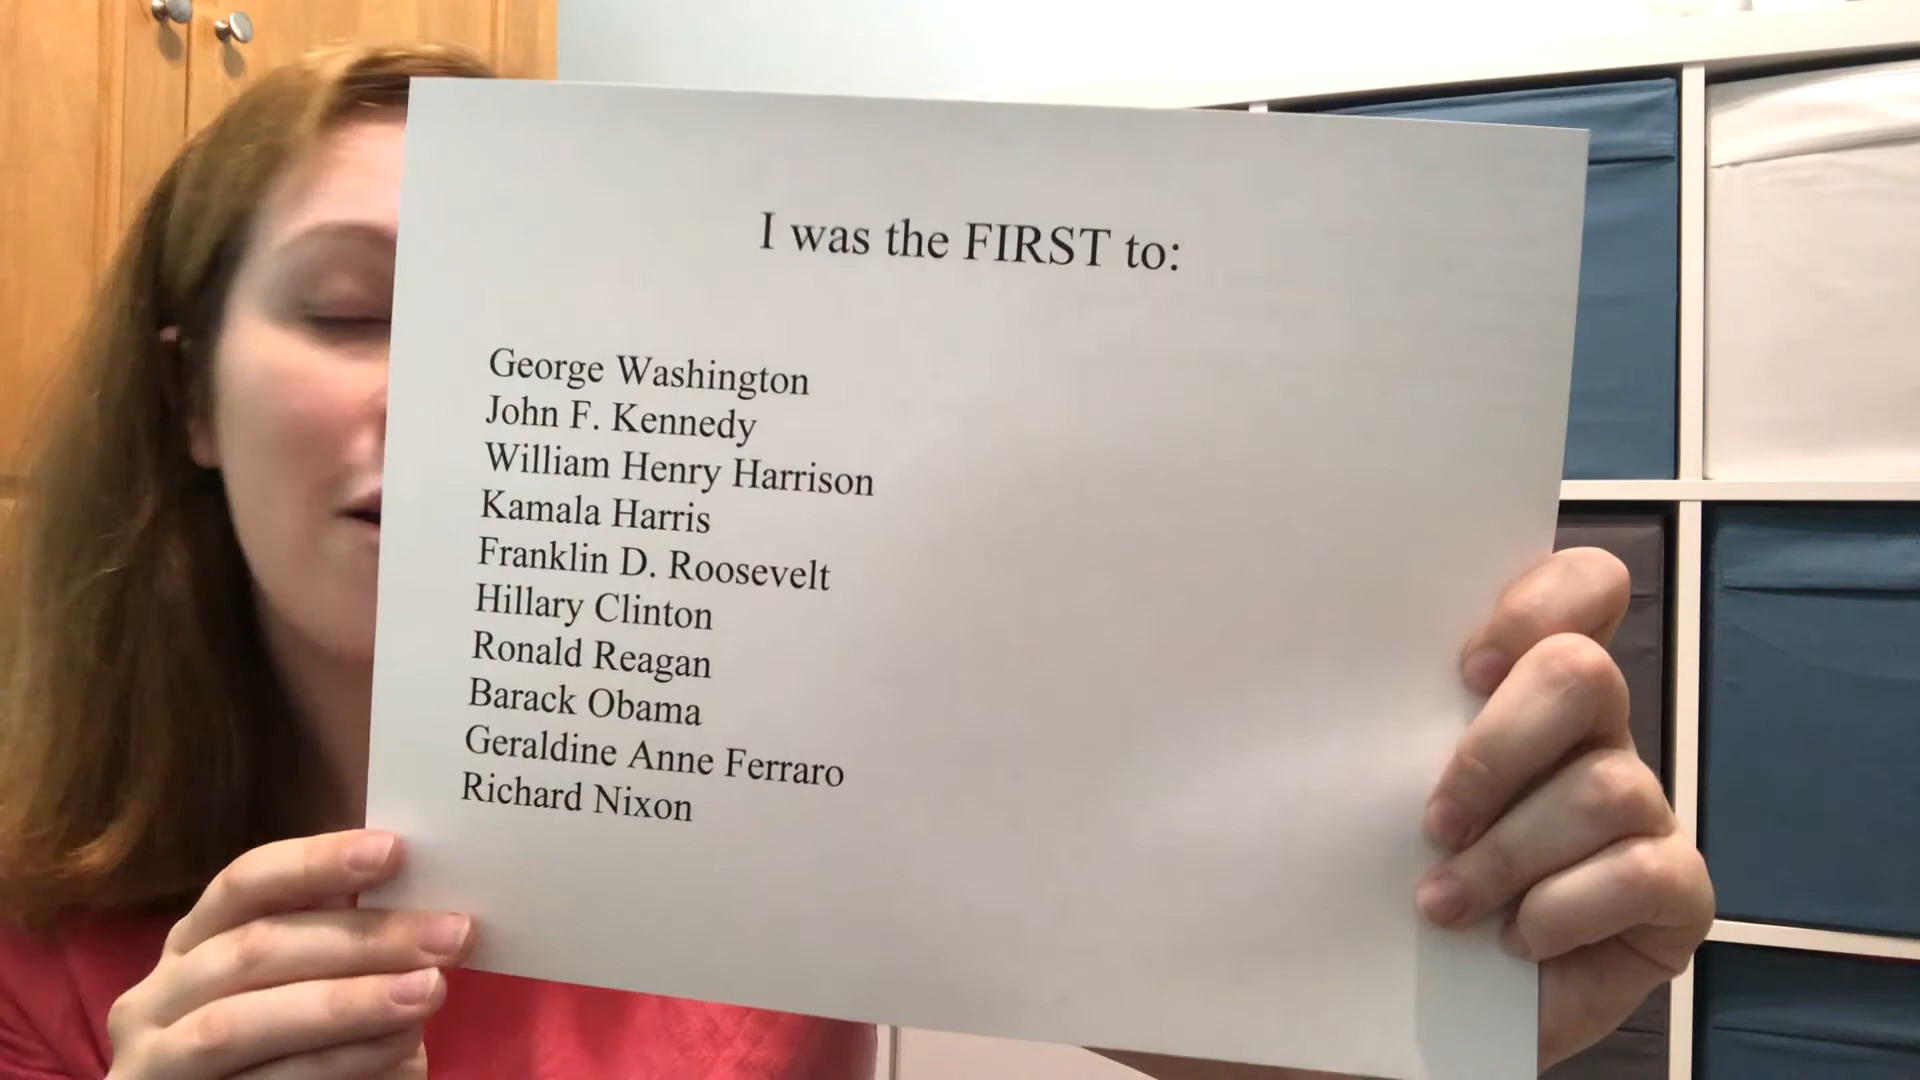 I was the FIRST to:
George Washington
John F. Kennedy
William Henry Harrison
Kamala Harris
Franklin D. Roosevelt
Hillary Clinton
Ronald Reagan
Barack Obama
Geraldine Anne Ferraro
Richard Nixon